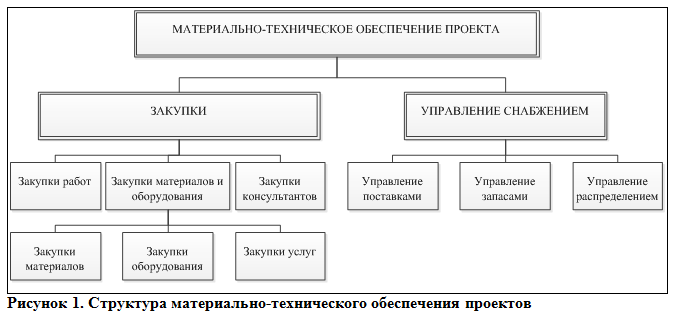 МАТЕРИАЛЬНО-ТЕХНИЧЕСКОЕ ОБЕСПЕЧЕНИЕ ПРОЕКТА
ЗАКУПКИ
УПРАВЛЕНИЕ СНАБЖЕНИЕМ
Закупки работ
Закупки материалов и
оборудования
Закупки
консультантов
Управление
поставками
Управление
запасами
Управление
распределением
Закупки
материалов
Закупки
оборудования
Закупки услуг
Рисунок 1. Структура материально-технического обеспечения проектов